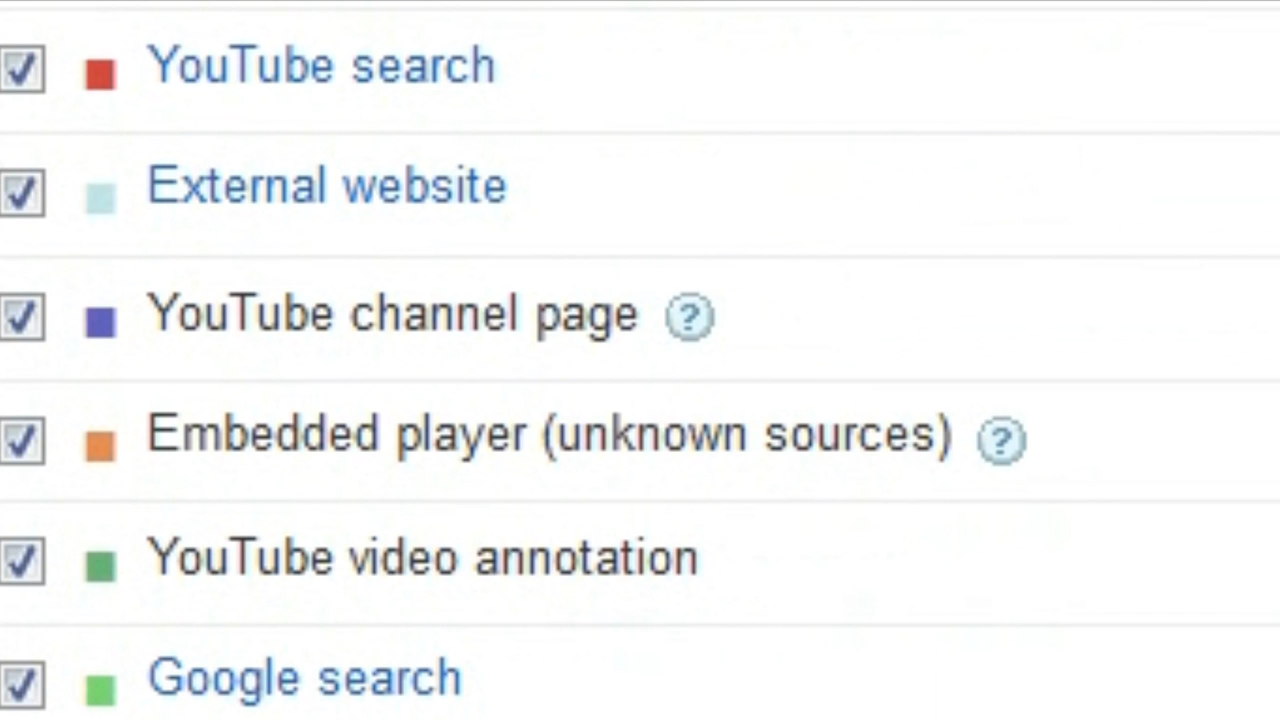 YouTube search
External website
YouTube channel page ?
Embedded player (unknown sources) ?
YouTube video annotation
Google search